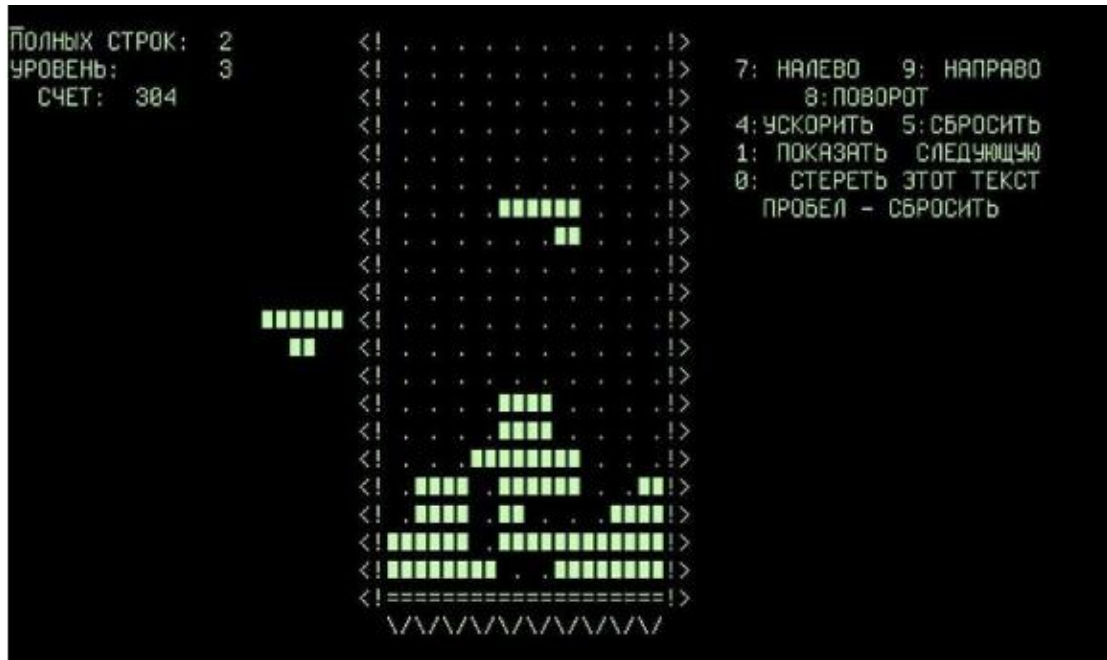 ПОЛНЫХ СТРОК: 2
УРОВЕНЬ: 3
СЧЕТ: 304
7: НАЛЕВО 9: НАПРАВО
8:ПОВОРОТ
4:УСКОРИТЬ 5:СБРОСИТЬ
1: ПОКАЗАТЬ СЛЕДУЮЩУЮ
0: СТЕРЕТЬ ЭТОТ ТЕКСТ
ПРОБЕЛ - СБРОСИТЬ